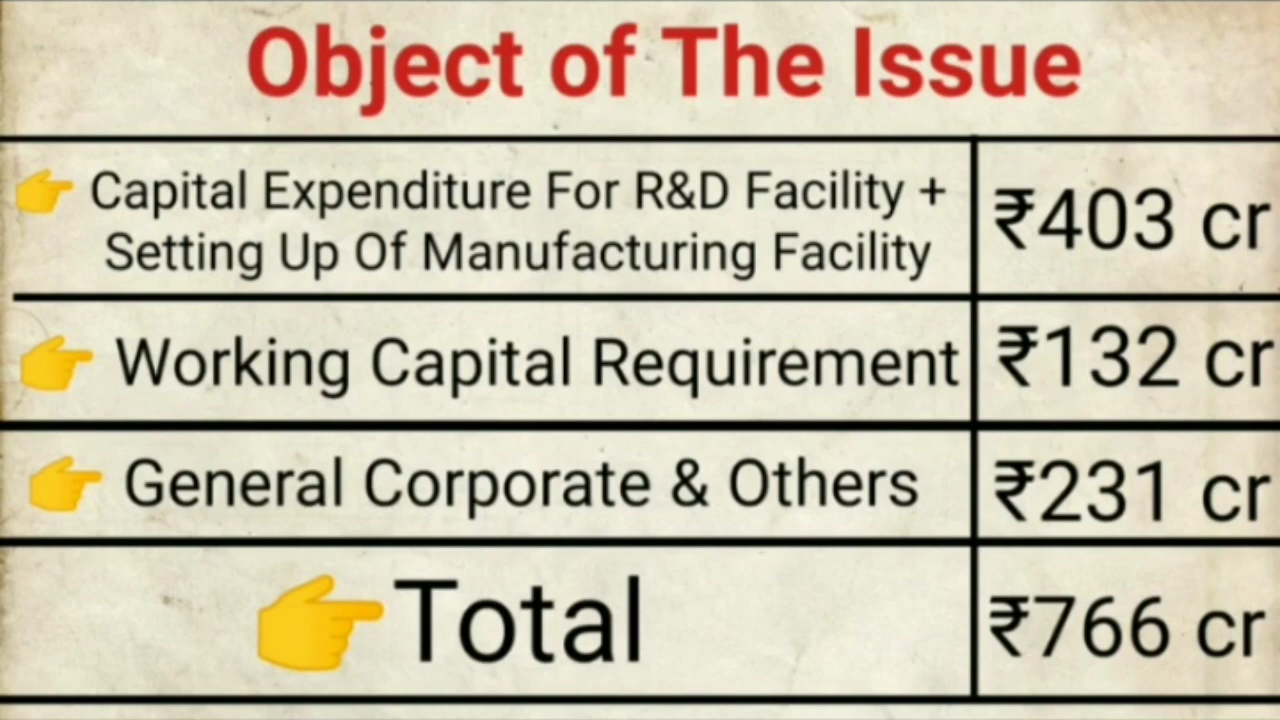 Object of The Issue
👉 Capital Expenditure For R&D Facility +
Setting Up Of Manufacturing Facility
₹403 cr
👉 Working Capital Requirement
₹132 cr
👉 General Corporate & Others
₹231 cr
👉 Total
₹766 cr